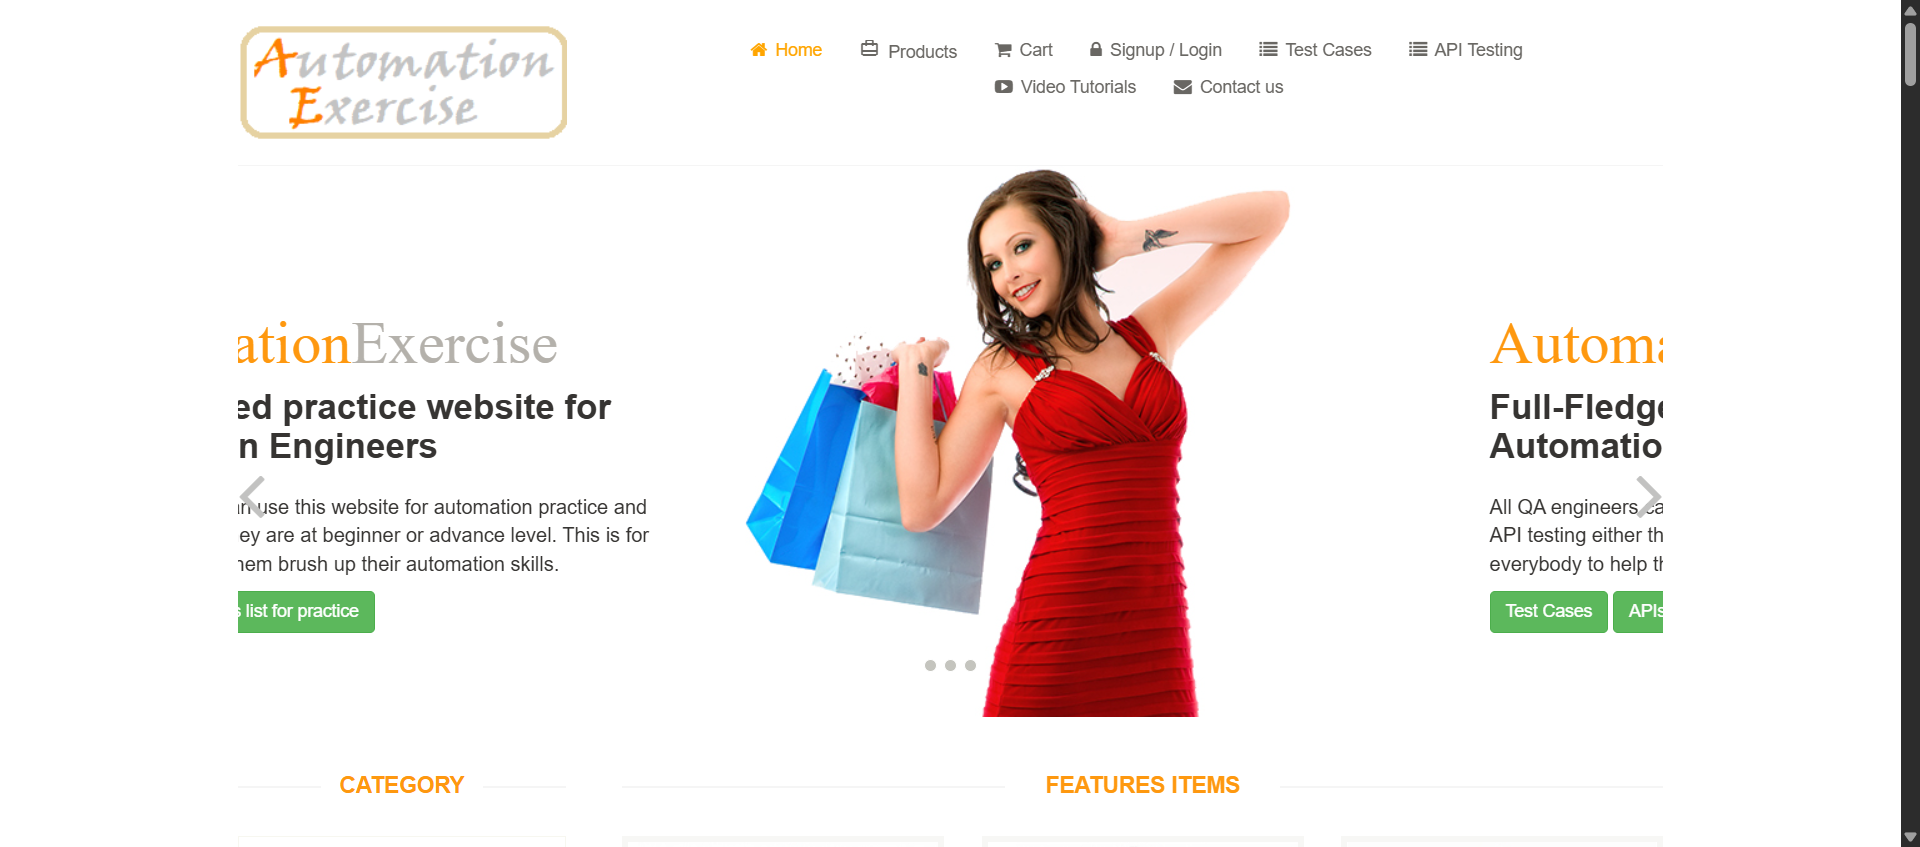 Automation
Exercise
Home
Products
Cart
Signup / Login
Test Cases
API Testing
Video Tutorials
Contact us
ationExercise
ed practice website for
n Engineers
use this website for automation practice and
ey are at beginner or advance level. This is for
hem brush up their automation skills.
s list for practice
Automa
Full-Fledge
Automatio
All QA engineers ca
API testing either th
everybody to help th
Test Cases
APIs
CATEGORY
FEATURES ITEMS